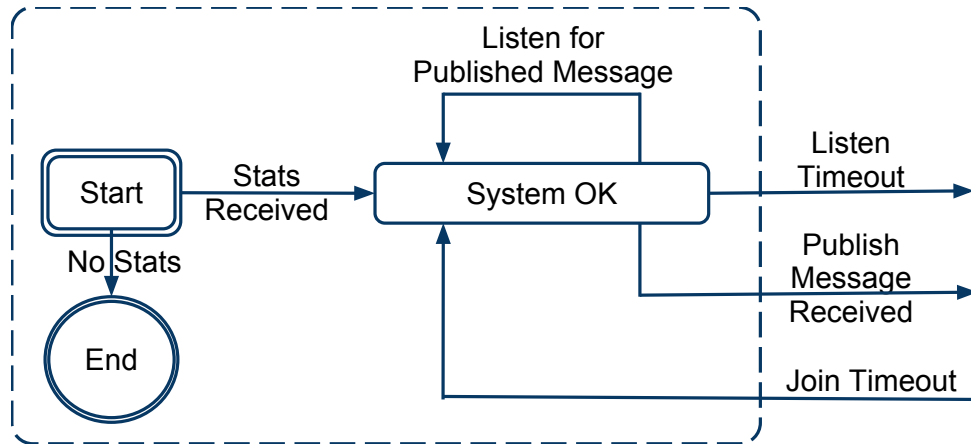 Listen for
Published Message
Start
Stats
Received
System OK
Listen
Timeout
No Stats
Publish
Message
Received
End
Join Timeout